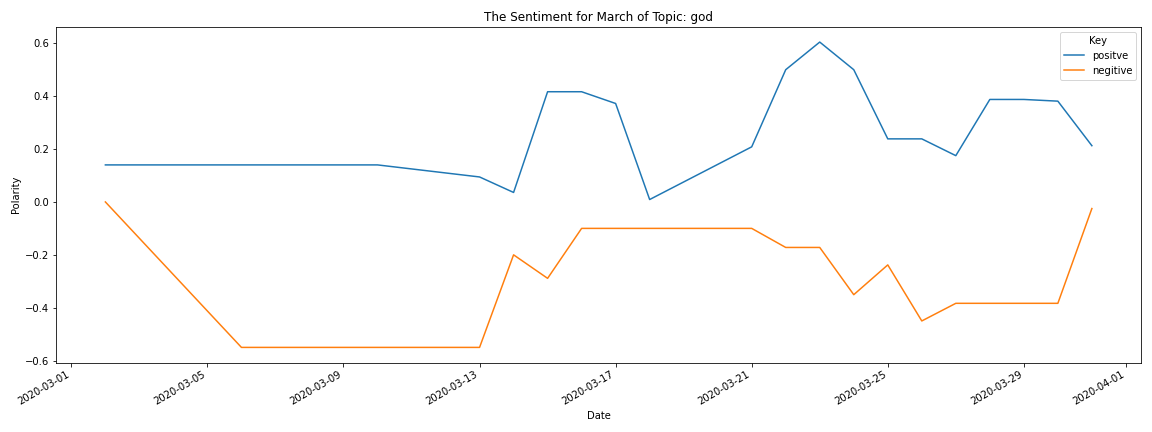 The Sentiment for March of Topic: god
Key
positve
negitive
Polarity
0.6
0.4
0.2
0.0
−0.2
−0.4
−0.6
2020-03-01
2020-03-05
2020-03-09
2020-03-13
2020-03-17
2020-03-21
2020-03-25
2020-03-29
2020-04-01
Date